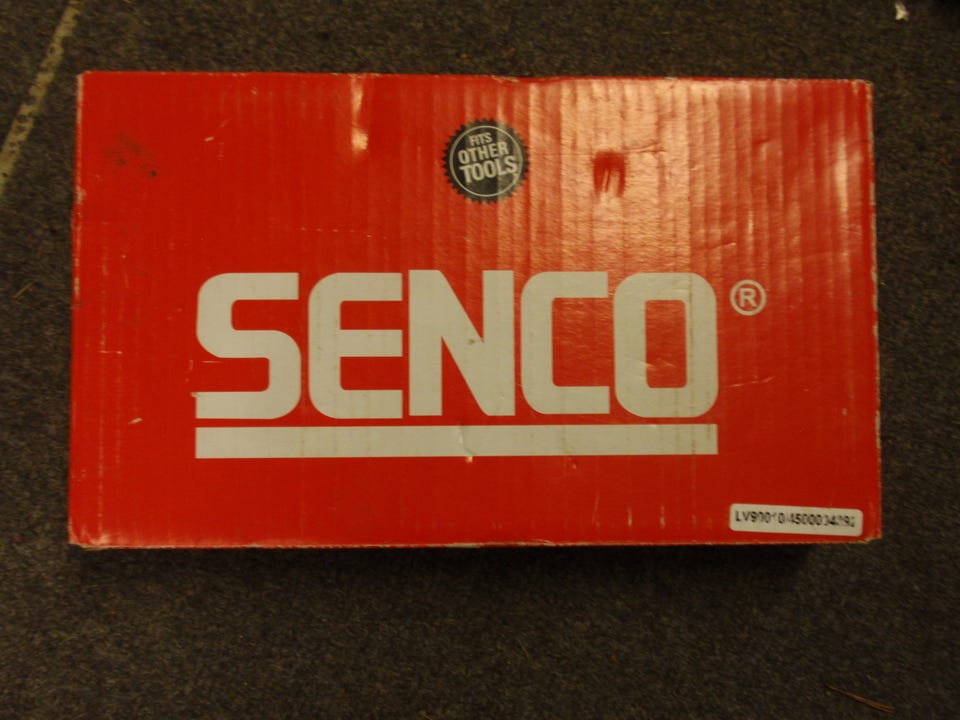 FITS
OTHER
TOOLS
SENCO
®